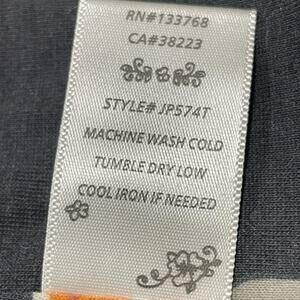 RN#133768
CA#38223
STYLE# JP574T
MACHINE WASH COLD
TUMBLE DRY LOW
COOL IRON IF NEEDED